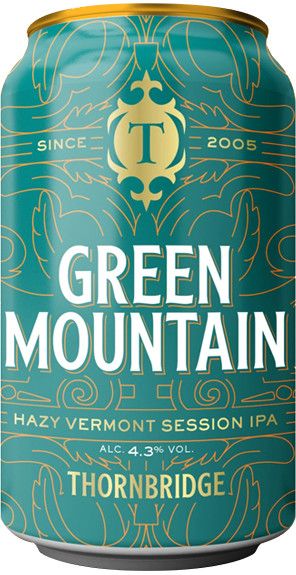 SINCE T 2005
GREEN
MOUNTAIN
HAZY VERMONT SESSION IPA
ALC. 4.3% VOL.
THORNBRIDGE